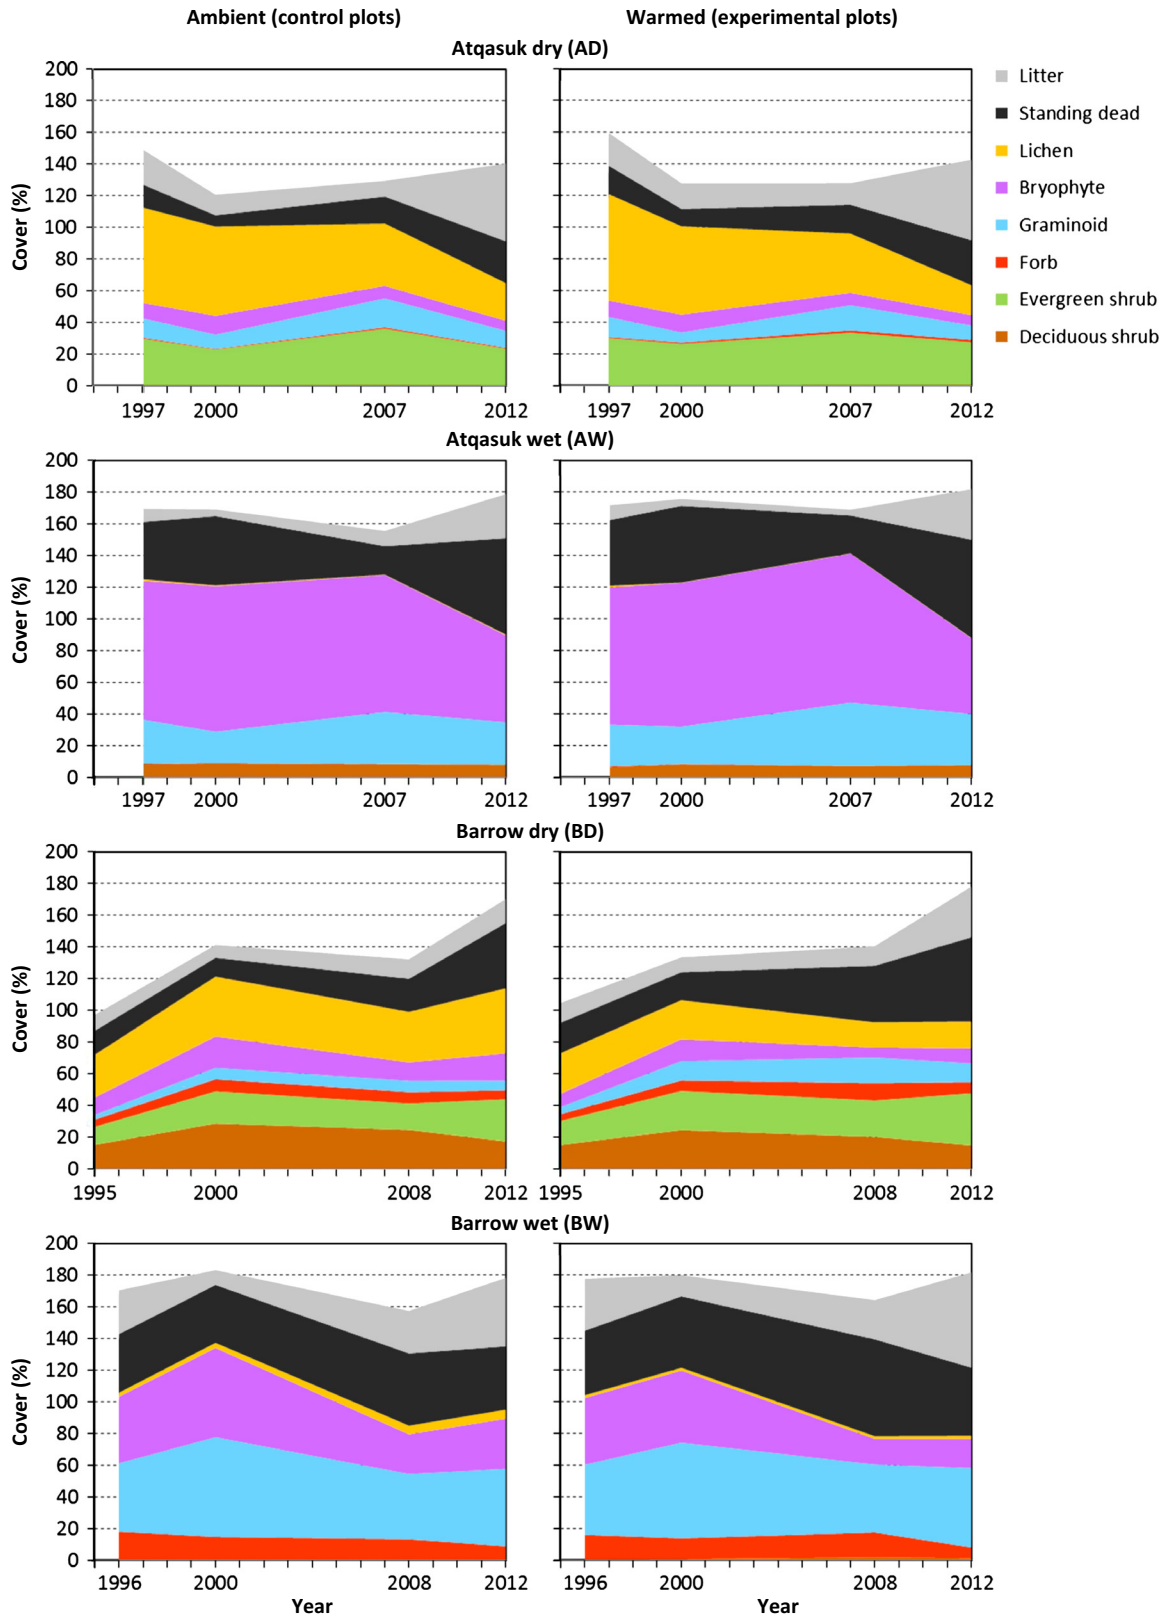 Ambient (control plots) Warmed (experimental plots)
Atqasuk dry (AD)
Cover (%)
200
180
160
140
120
100
80
60
40
20
0
1997 2000 2007 2012
1997 2000 2007 2012
Litter
Standing dead
Lichen
Bryophyte
Graminoid
Forb
Evergreen shrub
Deciduous shrub
Atqasuk wet (AW)
Cover (%)
200
180
160
140
120
100
80
60
40
20
0
1997 2000 2007 2012
1997 2000 2007 2012
Barrow dry (BD)
Cover (%)
200
180
160
140
120
100
80
60
40
20
0
1995 2000 2008 2012
1995 2000 2008 2012
Barrow wet (BW)
Cover (%)
200
180
160
140
120
100
80
60
40
20
0
1996 2000 2008 2012
1996 2000 2008 2012
Year Year